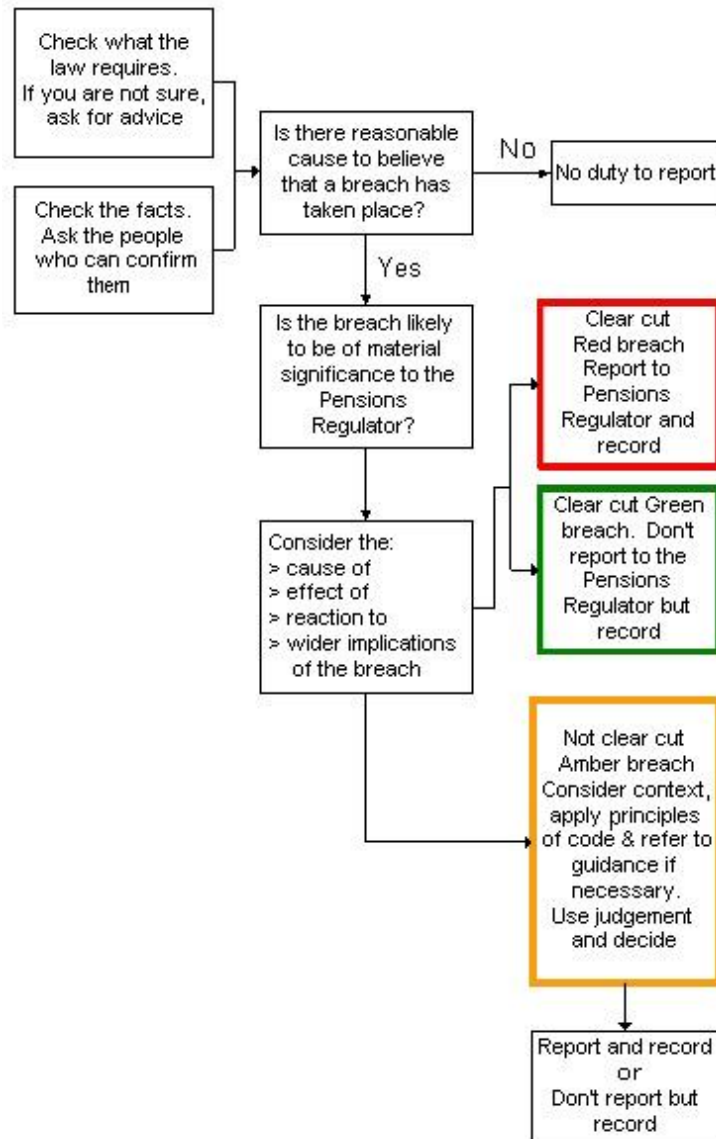 Check what the
law requires.
If you are not sure,
ask for advice
Check the facts.
Ask the people
who can confirm
them
Is there reasonable
cause to believe
that a breach has
taken place?
No
No duty to report
Yes
Is the breach likely
to be of material
significance to the
Pensions
Regulator?
Clear cut
Red breach
Report to
Pensions
Regulator and
record
Clear cut Green
breach. Don't
report to the
Pensions
Regulator but
record
Consider the:
> cause of
> effect of
> reaction to
> wider implications
of the breach
Not clear cut
Amber breach
Consider context,
apply principles
of code & refer to
guidance if
necessary.
Use judgement
and decide
Report and record
or
Don't report but
record